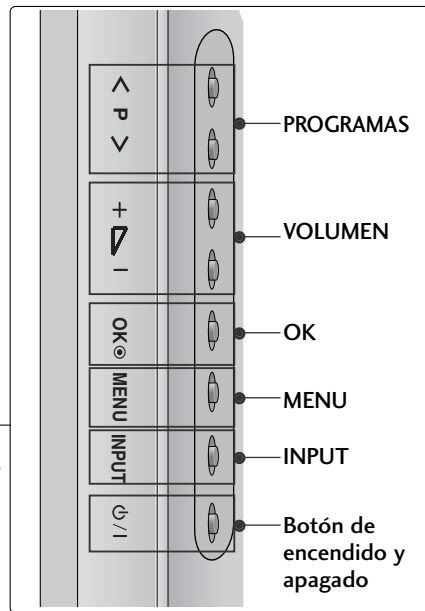 < P >
PROGRAMAS
+ -
VOLUMEN
OK
OK
MENU
MENU
INPUT
INPUT
⏻/I
Botón de
encendido y
apagado